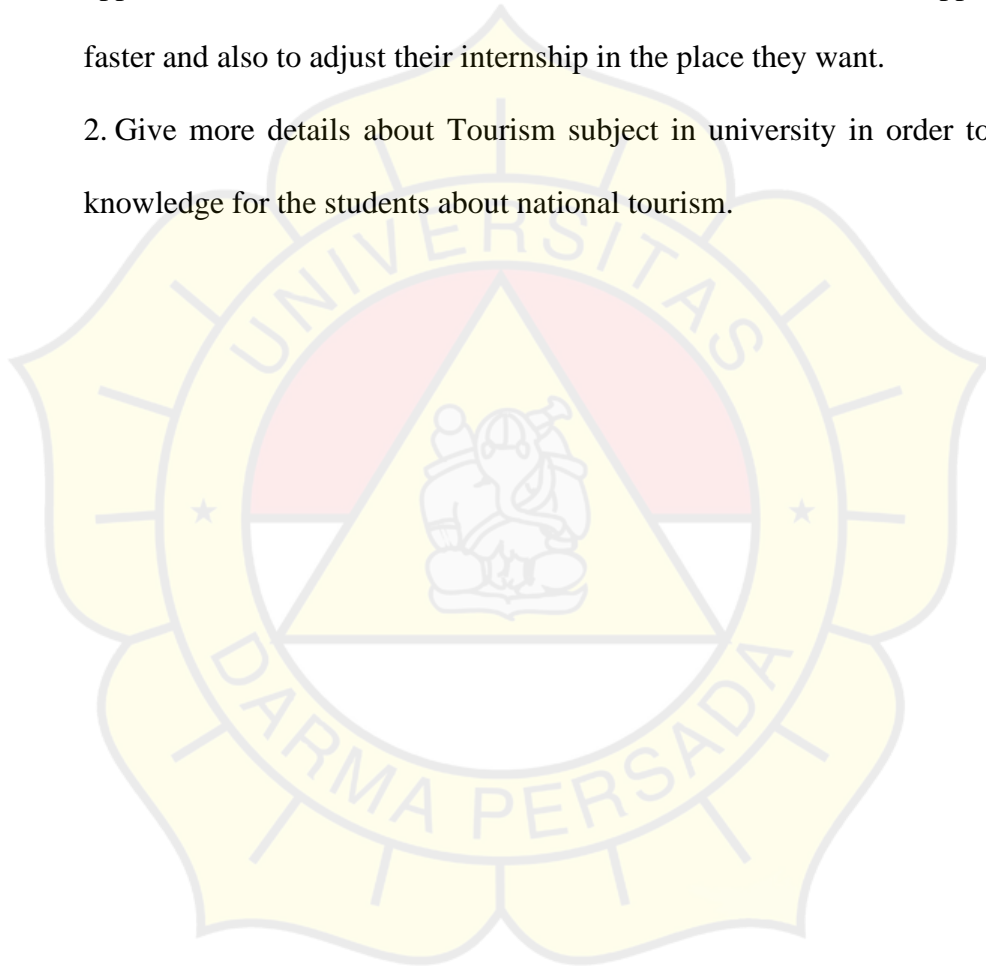 faster and also to adjust their internship in the place they want.
2. Give more details about Tourism subject in university in order to
knowledge for the students about national tourism.
UNIVERSITAS
DARMA PERSADA